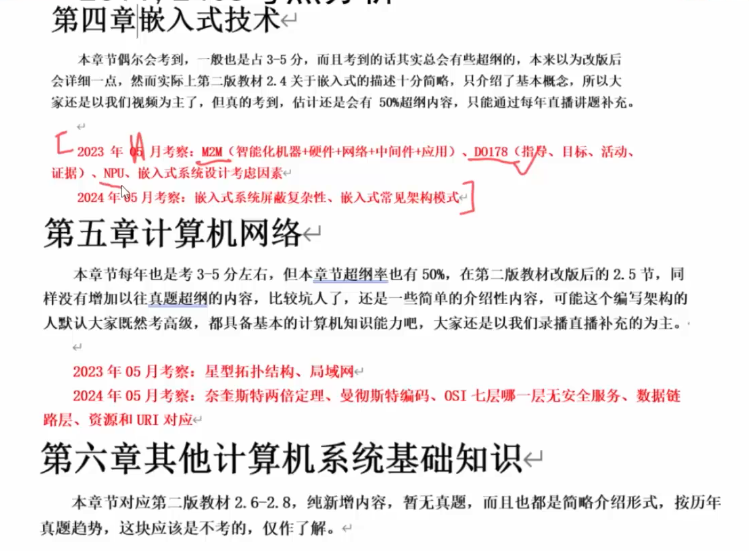 第四章嵌入式技术
本章节偶尔会考到，一般也是占 3-5 分，而且考到的话其实总会有些超纲的，本来以为改版后
会详细一点，然而实际上第二版教材 2.4 关于嵌入式的描述十分简略，只介绍了基本概念，所以大
家还是以我们视频为主了，但真的考到，估计还是会有 50%超纲内容，只能通过每年直播讲题补充。
2023 年 05 月考察：M2M（智能化机器+硬件+网络+中间件+应用）、DO178（指导、目标、活动、
证据）、NPU、嵌入式系统设计考虑因素
2024 年 05 月考察：嵌入式系统屏蔽复杂性、嵌入式常见架构模式
第五章计算机网络
本章节每年也是考 3-5 分左右，但本章节超纲率也有 50%，在第二版教材改版后的 2.5 节，同
样没有增加以往真题超纲的内容，比较坑人了，还是一些简单的介绍性内容，可能这个编写架构的
人默认大家既然考高级，都具备基本的计算机知识能力吧，大家还是以我们录播直播补充的为主。
2023 年 05 月考察：星型拓扑结构、局域网
2024 年 05 月考察：奈奎斯特两倍定理、曼彻斯特编码、OSI 七层哪一层无安全服务、数据链
路层、资源和 URI 对应
第六章其他计算机系统基础知识
本章节对应第二版教材 2.6-2.8，纯新增内容，暂无真题，而且也都是简略介绍形式，按历年
真题趋势，这块应该是不考的，仅作了解。